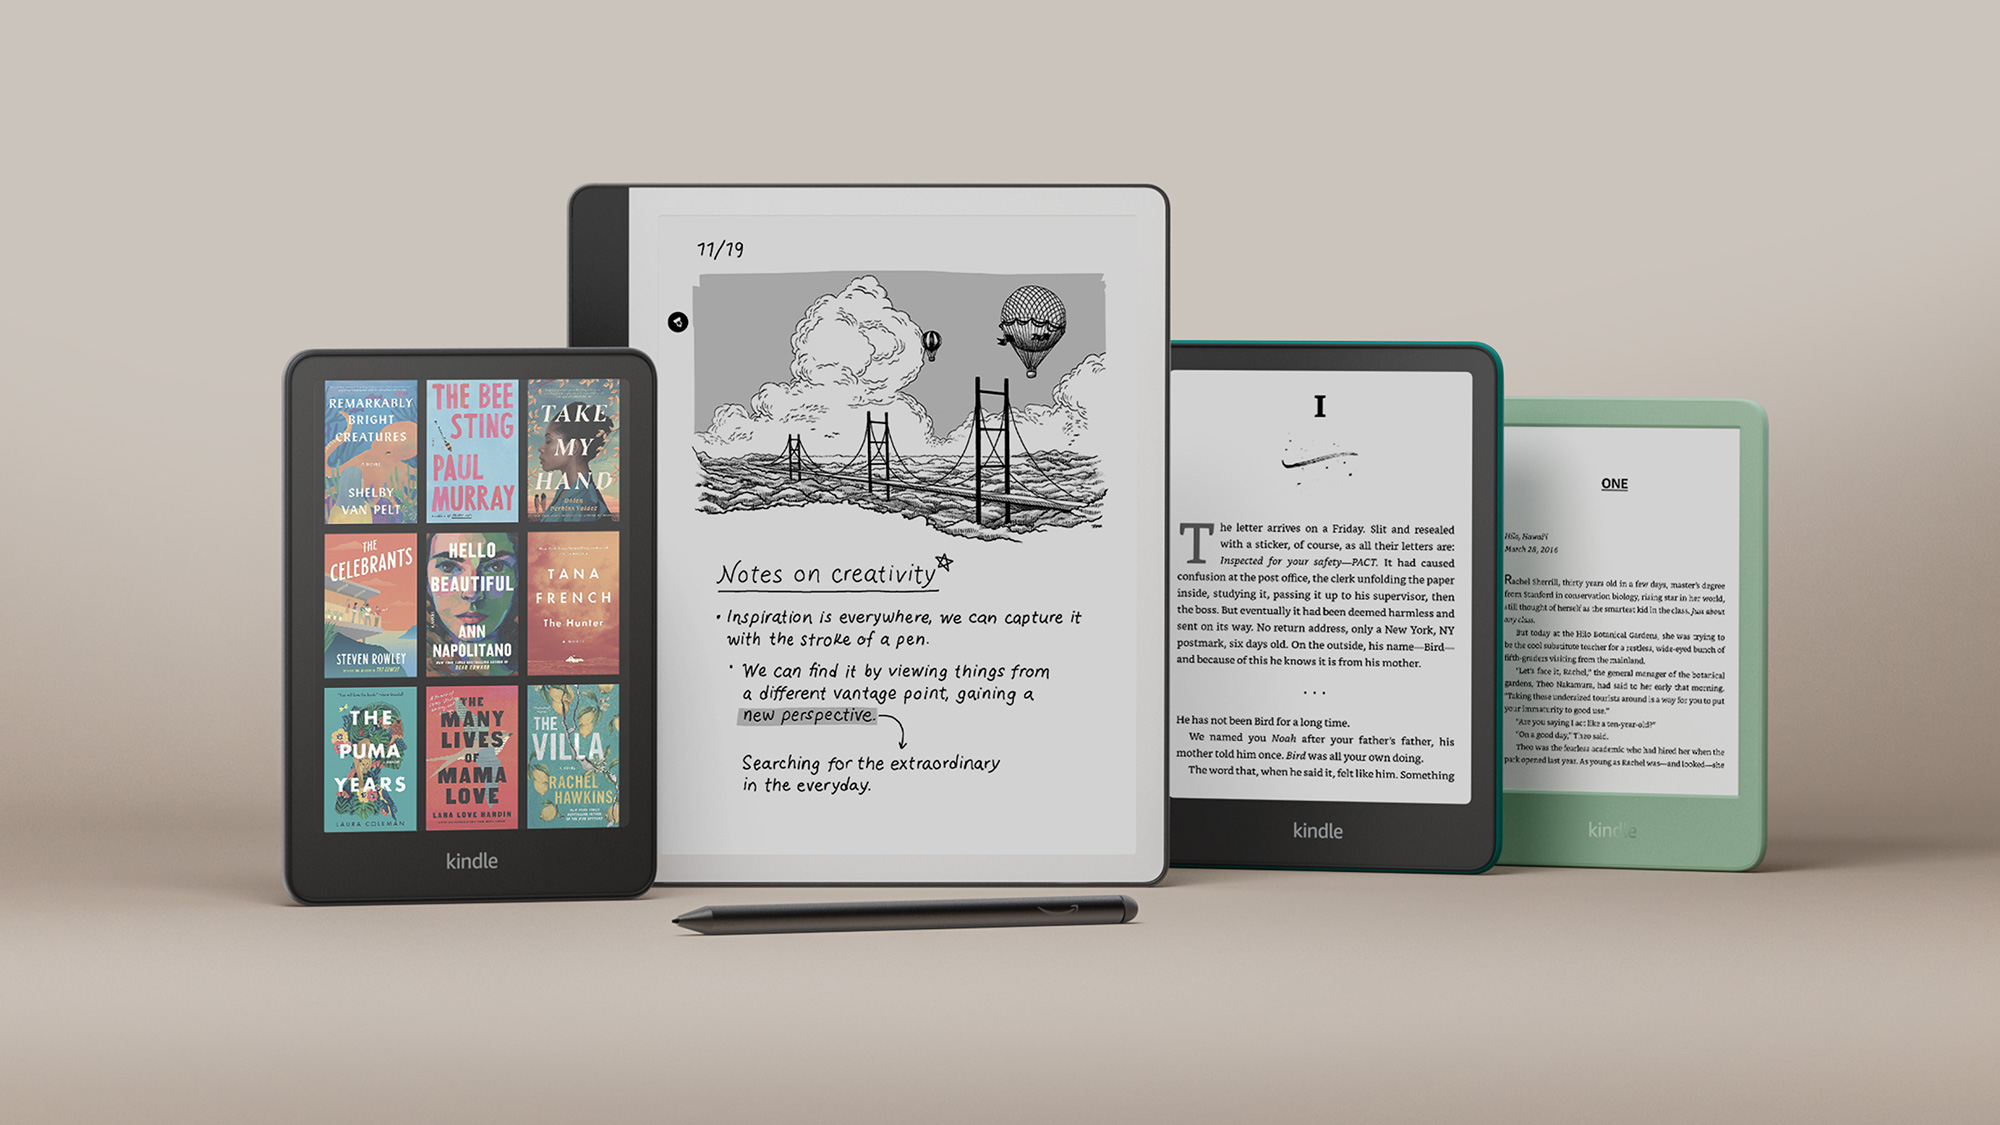 REMARKABLY
BRIGHT
CREATURES
A NOVEL
SHELBY
VAN PELT
THE BEE
STING
PAUL
MURRAY
TAKE
MY
HAND
Dolen
Perkins-Valdez
THE
CELEBRANTS
STEVEN ROWLEY
HELLO
BEAUTIFUL
ANN
NAPOLITANO
TANA
FRENCH
The Hunter
A NOVEL
THE
PUMA
YEARS
LAURA COLEMAN
THE
MANY
LIVES
OF
MAMA
LOVE
LARA LOVE HARDIN
THE
VILLA
RACHEL
HAWKINS
kindle
11/19
Notes on creativity
• Inspiration is everywhere, we can capture it
with the stroke of a pen.
• We can find it by viewing things from
a different vantage point, gaining a
new perspective.
Searching for the extraordinary
in the everyday.
I
The letter arrives on a Friday. Slit and resealed
with a sticker, of course, as all their letters are:
Inspected for your safety—PACT. It had caused
confusion at the post office, the clerk unfolding the paper
inside, studying it, passing it up to his supervisor, then
the boss. But eventually it had been deemed harmless and
sent on its way. No return address, only a New York, NY
postmark, six days old. On the outside, his name—Bird—
and because of this he knows it is from his mother.
. . .
He has not been Bird for a long time.
We named you Noah after your father's father, his
mother told him once. Bird was all your own doing.
The word that, when he said it, felt like him. Something
kindle
ONE
Hilo, Hawai'i
March 28, 2016
Rachel Sherrill, thirty years old in a few days, master's degree
from Stanford in conservation biology, rising star in her world,
still thought of herself as the smartest kid in the class. Just about
any class.
But today at the Hilo Botanical Gardens, she was trying to
be the cool substitute teacher for a restless, wide-eyed bunch of
fifth-graders visiting from the mainland.
"Let's face it, Rachel," the general manager of the botanical
gardens, Theo Nakamura, had said to her early that morning.
"Taking these undersized tourists around is a way for you to put
your immaturity to good use."
"Are you saying I act like a ten-year-old?"
"On a good day," Theo said.
Theo was the fearless academic who had hired her when the
park opened last year. As young as Rachel was—and looked—she
kindle